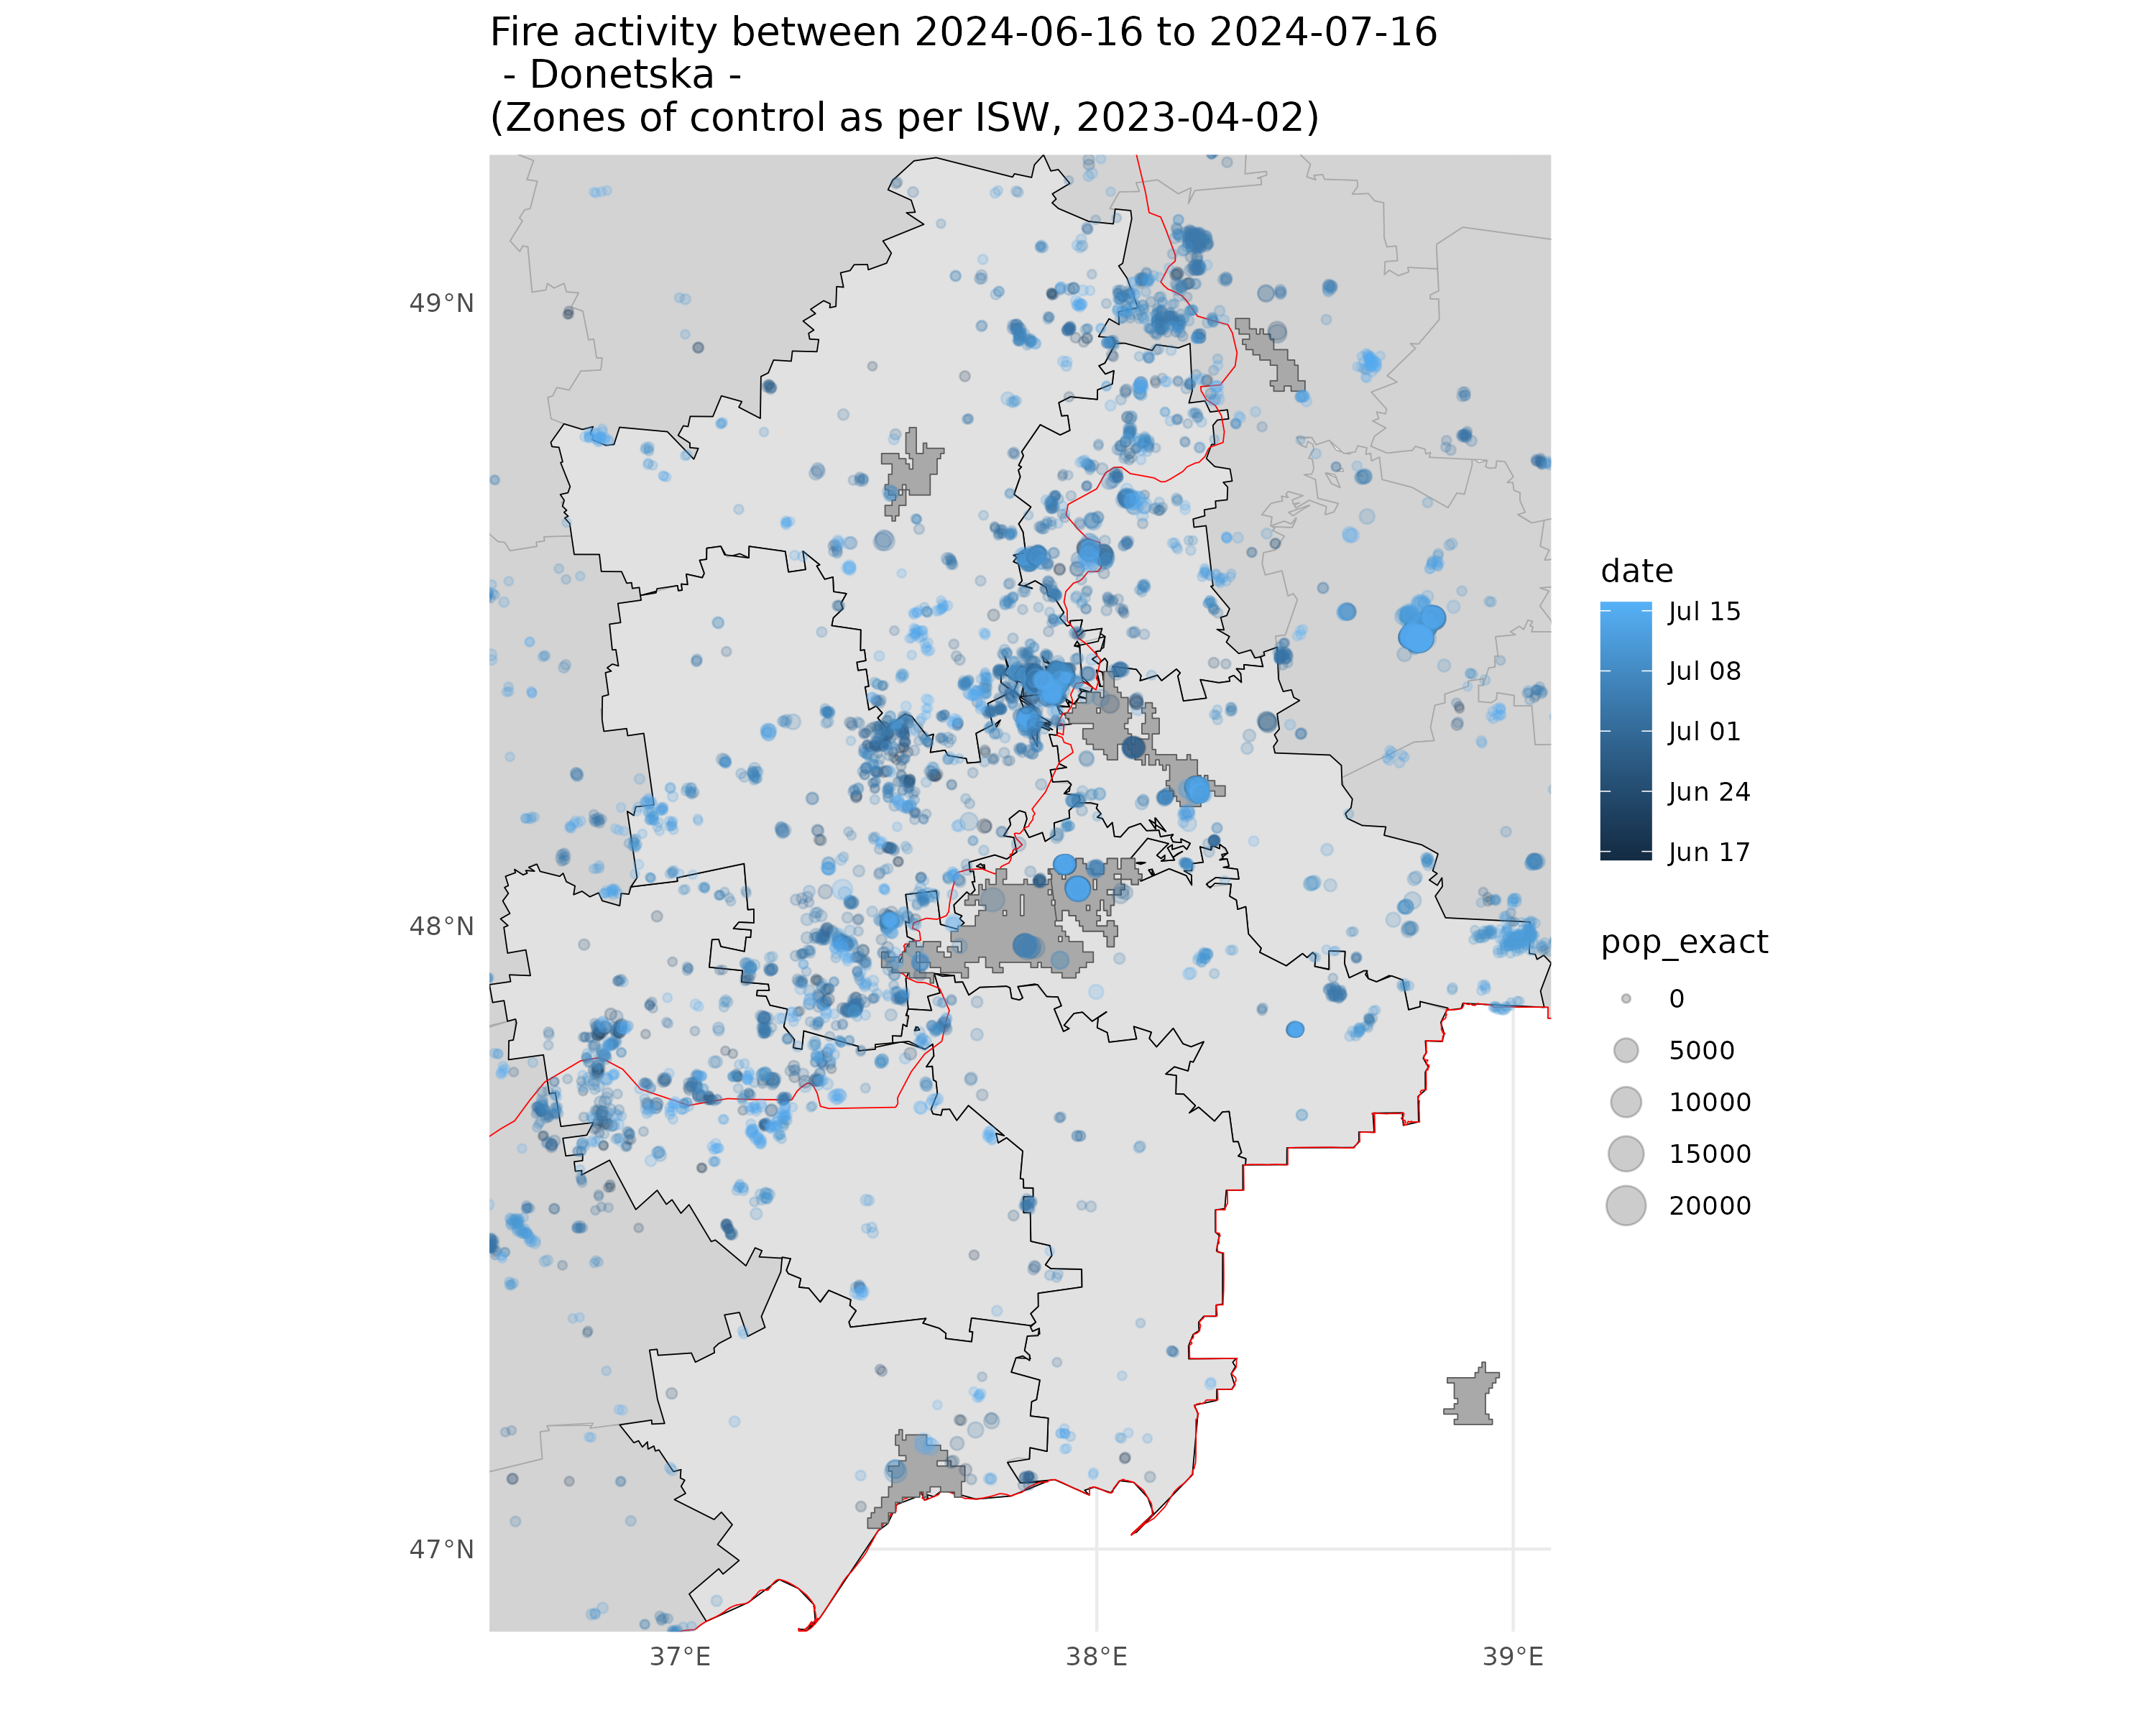 Fire activity between 2024-06-16 to 2024-07-16
- Donetska -
(Zones of control as per ISW, 2023-04-02)
49°N
48°N
47°N
37°E
38°E
39°E
date
Jul 15
Jul 08
Jul 01
Jun 24
Jun 17
pop_exact
0
5000
10000
15000
20000